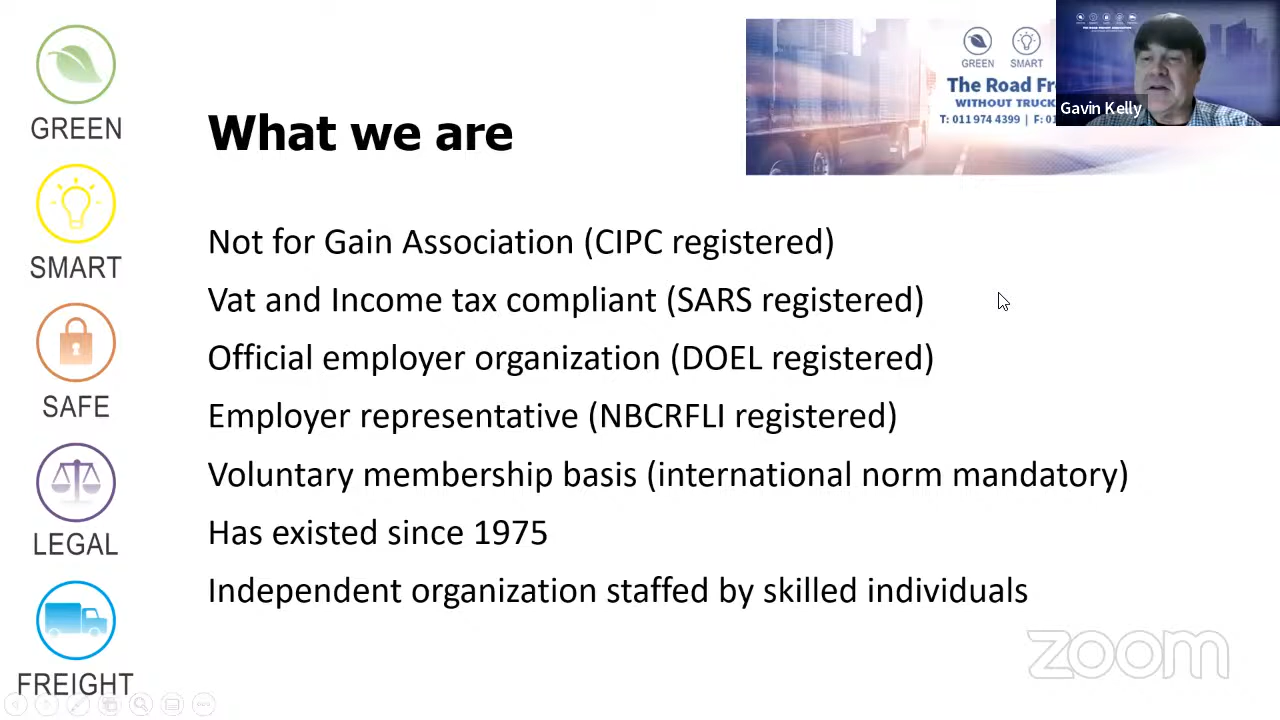 GREEN
SMART
SAFE
LEGAL
FREIGHT
What we are
Not for Gain Association (CIPC registered)
Vat and Income tax compliant (SARS registered)
Official employer organization (DOEL registered)
Employer representative (NBCRFLI registered)
Voluntary membership basis (international norm mandatory)
Has existed since 1975
Independent organization staffed by skilled individuals
GREEN SMART
The Road Fr
WITHOUT TRUCK
T: 011 974 4399 | F: 01
Gavin Kelly
zoom